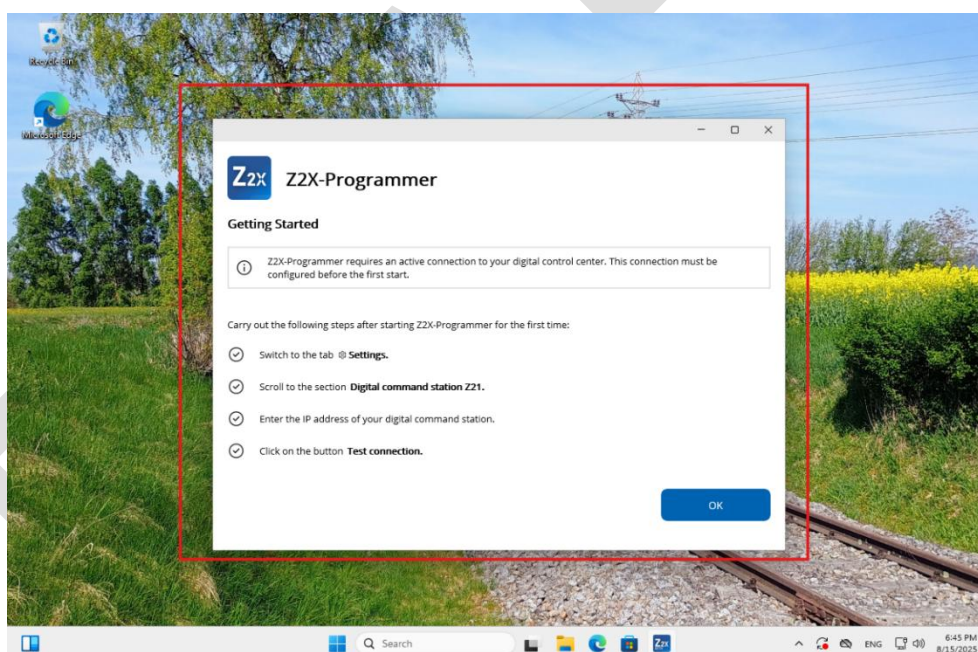 Recycle Bin
Microsoft Edge
Z2X
Z2X-Programmer
Getting Started
Z2X-Programmer requires an active connection to your digital control center. This connection must be
configured before the first start.
Carry out the following steps after starting Z2X-Programmer for the first time:
Switch to the tab Settings.
Scroll to the section Digital command station Z21.
Enter the IP address of your digital command station.
Click on the button Test connection.
OK
Search
Z2X
ENG
6:45 PM